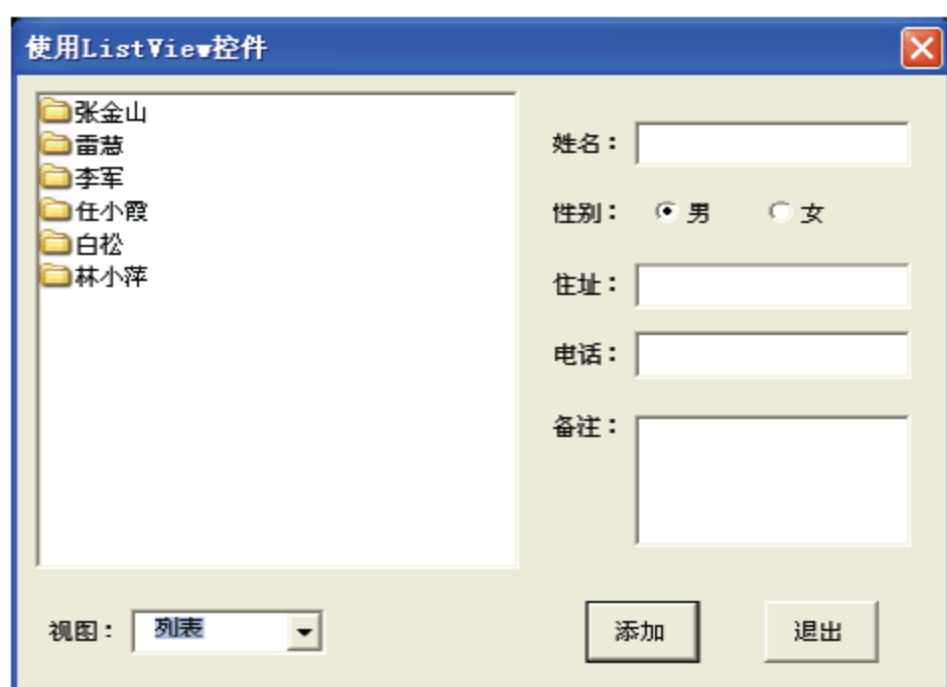 使用ListView控件
张金山
雷慧
李军
任小霞
白松
林小萍
姓名：
性别： 男 女
住址：
电话：
备注：
视图： 列表
添加 退出